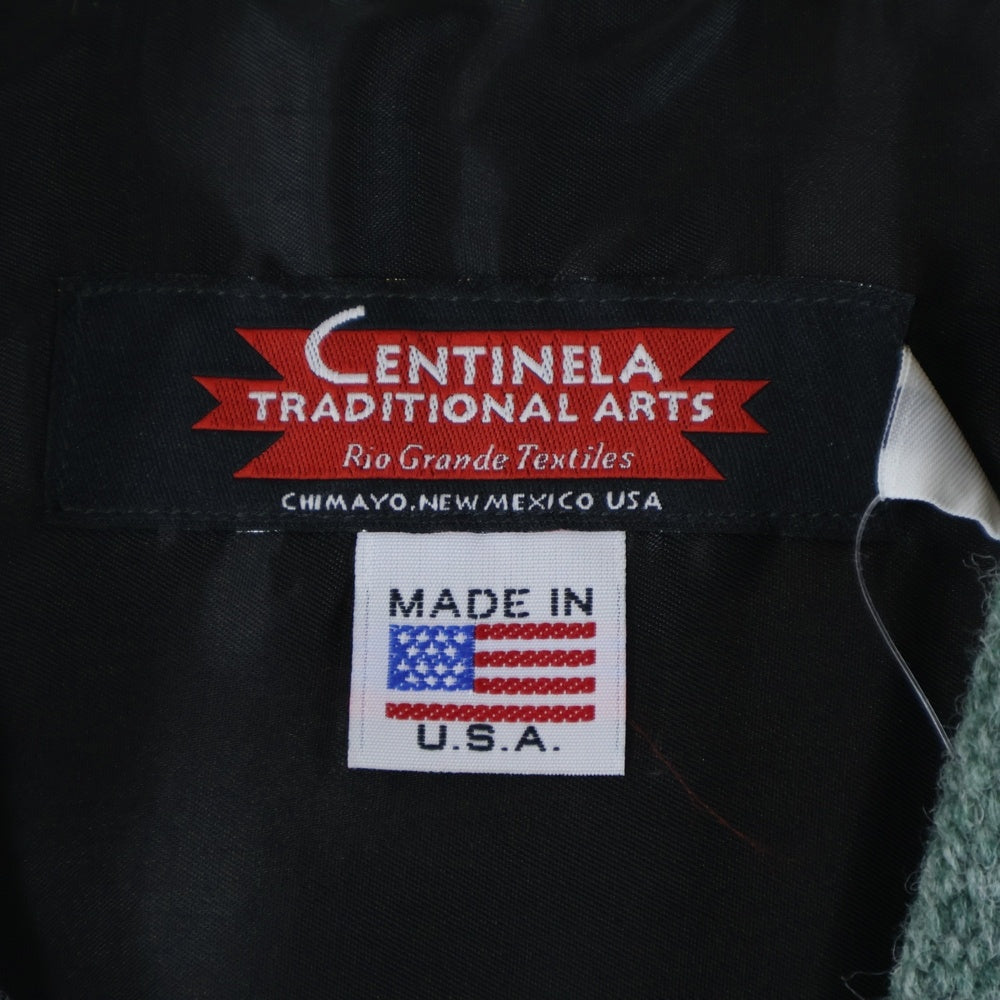 CENTINELA
TRADITIONAL ARTS
Rio Grande Textiles
CHIMAYO.NEW MEXICO USA
MADE IN
U.S.A.